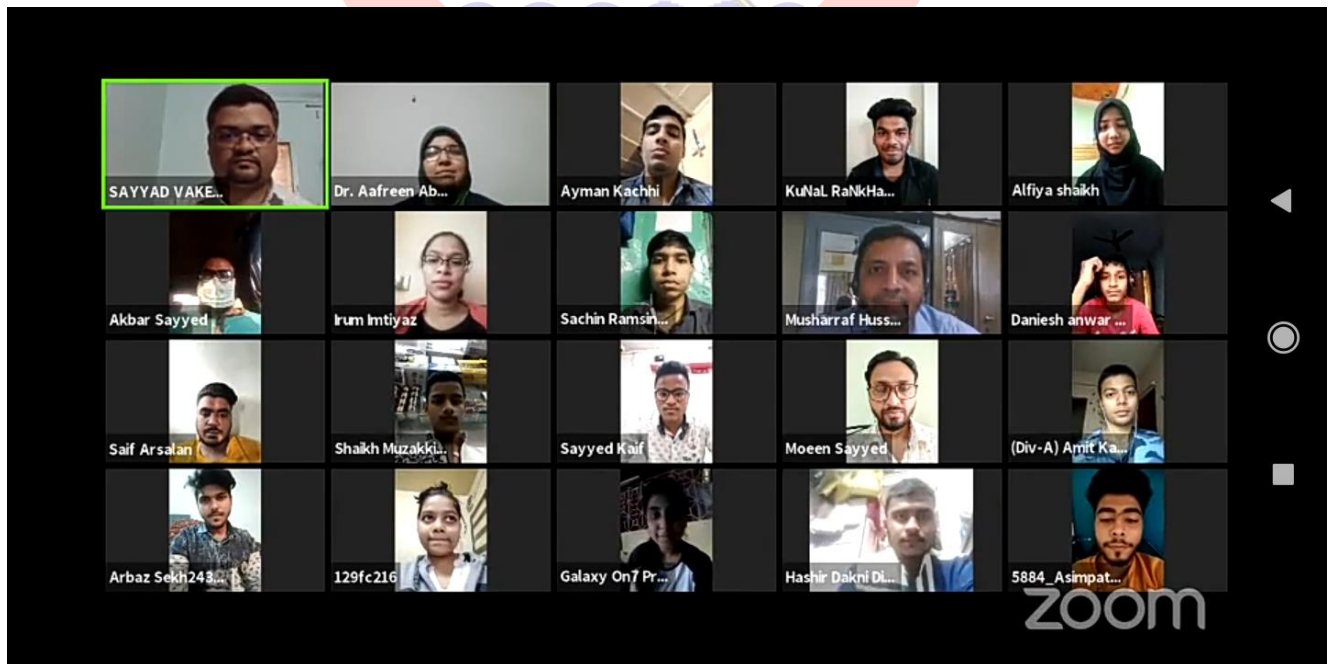 SAYYAD VAKE...
Dr. Aafreen Ab...
Ayman Kachhi
KuNaL RaNkHa...
Alfiya shaikh
Akbar Sayyed
Irum Imtiyaz
Sachin Ramsin...
Musharraf Huss...
Daniesh anwar ...
Saif Arsalan
Shaikh Muzakki...
Sayyed Kaif
Moeen Sayyed
(Div-A) Amit Ka...
Arbaz Sekh243...
129fc216
Galaxy On7 Pr...
Hashir Dakni Di...
5884_Asimpat...
zoom